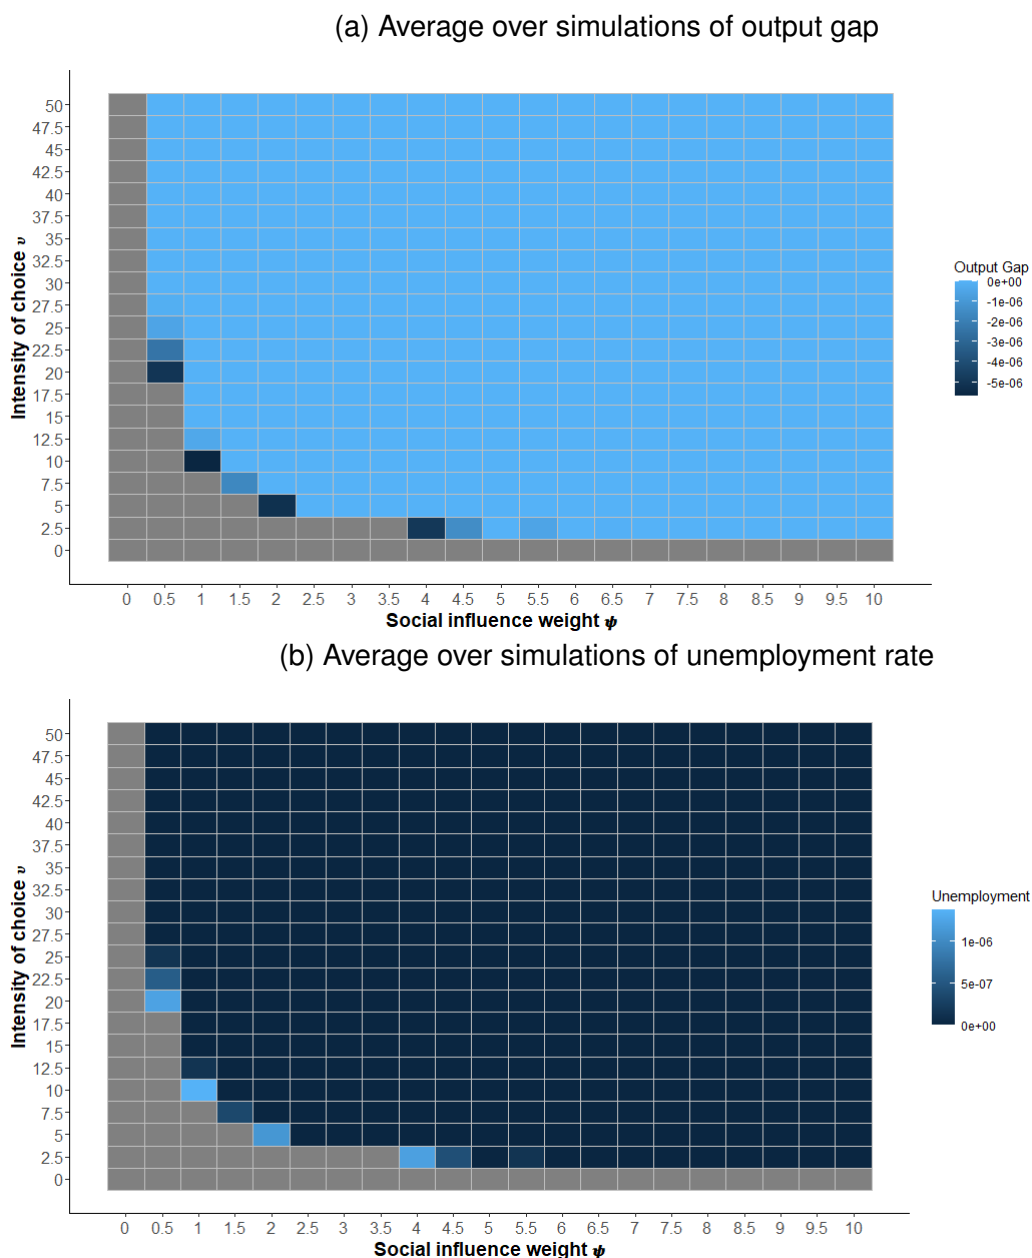 (a) Average over simulations of output gap
Intensity of choice υ
50
47.5
45
42.5
40
37.5
35
32.5
30
27.5
25
22.5
20
17.5
15
12.5
10
7.5
5
2.5
0
0 0.5 1 1.5 2 2.5 3 3.5 4 4.5 5 5.5 6 6.5 7 7.5 8 8.5 9 9.5 10
Social influence weight ψ
Output Gap
0e+00
-1e-06
-2e-06
-3e-06
-4e-06
-5e-06
(b) Average over simulations of unemployment rate
Intensity of choice υ
50
47.5
45
42.5
40
37.5
35
32.5
30
27.5
25
22.5
20
17.5
15
12.5
10
7.5
5
2.5
0
0 0.5 1 1.5 2 2.5 3 3.5 4 4.5 5 5.5 6 6.5 7 7.5 8 8.5 9 9.5 10
Social influence weight ψ
Unemployment
1e-06
5e-07
0e+00